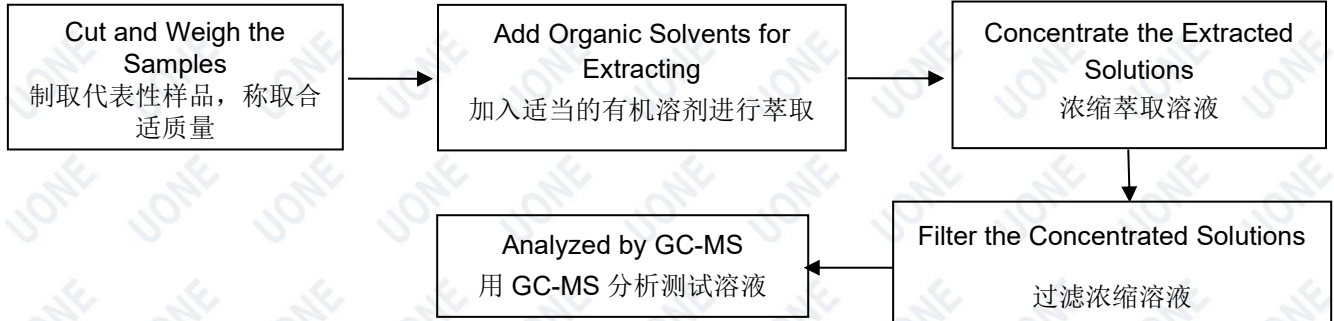 Cut and Weigh the
Samples
制取代表性样品，称取合
适质量
Add Organic Solvents for
Extracting
加入适当的有机溶剂进行萃取
Concentrate the Extracted
Solutions
浓缩萃取溶液
Filter the Concentrated Solutions
过滤浓缩溶液
Analyzed by GC-MS
用 GC-MS 分析测试溶液
UONE